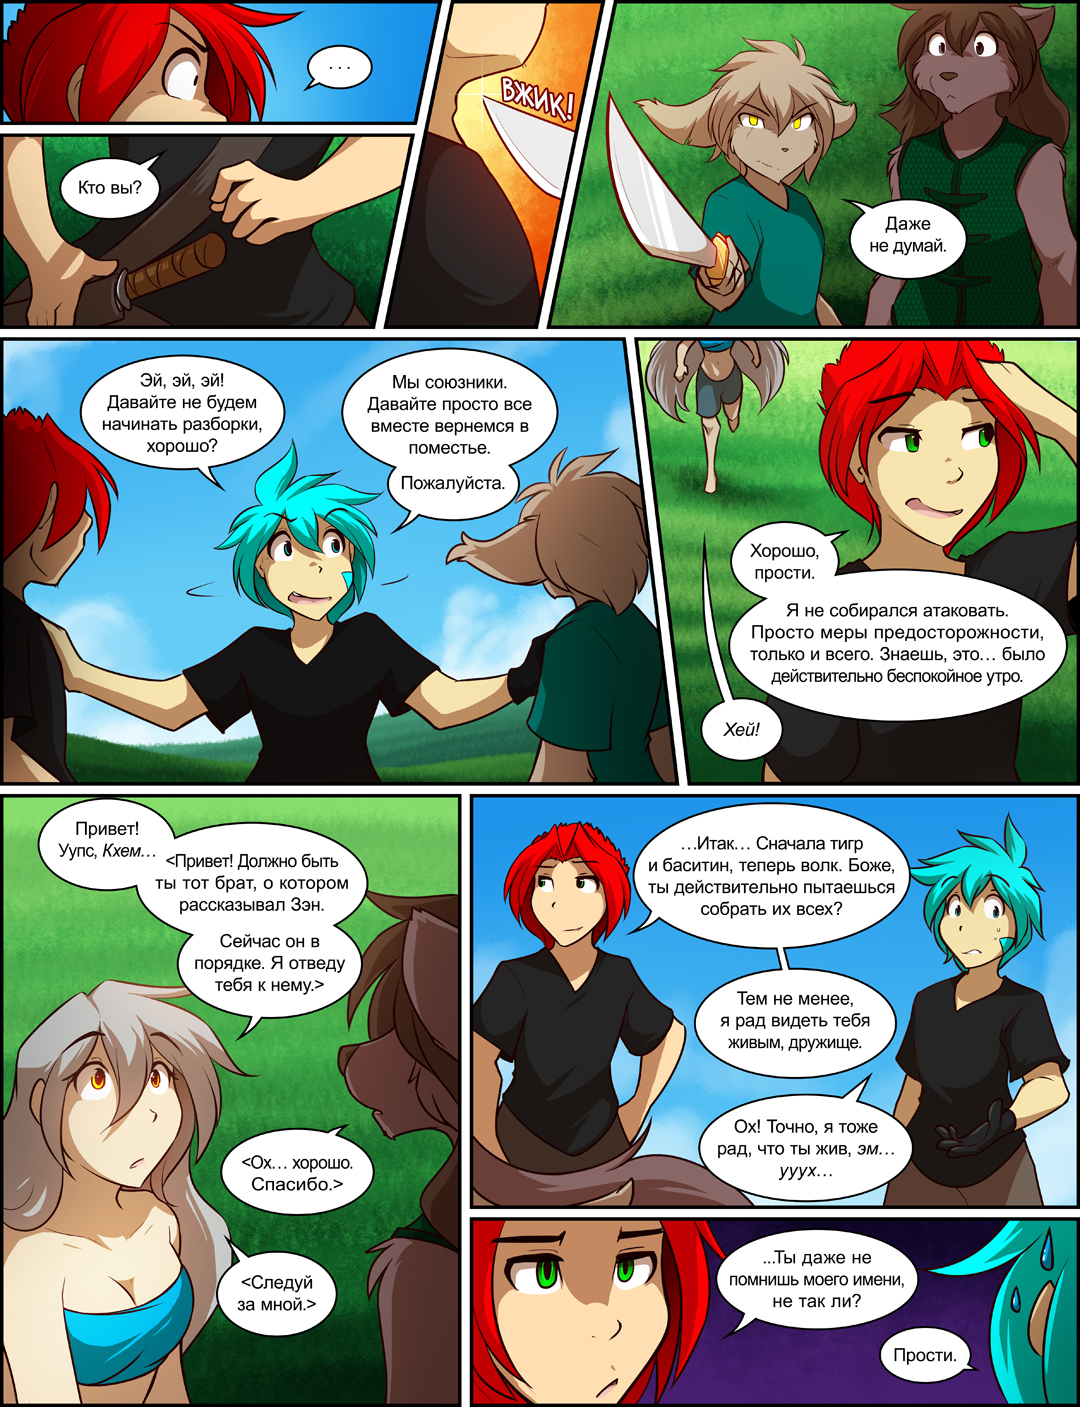 ...
Кто вы?
ВЖИК!
Даже
не думай.
Эй, эй, эй!
Давайте не будем
начинать разборки,
хорошо?
Мы союзники.
Давайте просто все
вместе вернемся в
поместье.
Пожалуйста.
Хорошо,
прости.
Я не собирался атаковать.
Просто меры предосторожности,
только и всего. Знаешь, это... было
действительно беспокойное утро.
Хей!
Привет!
Уупс, Кхем...
<Привет! Должно быть
ты тот брат, о котором
рассказывал Зэн.
Сейчас он в
порядке. Я отведу
тебя к нему.>
<Ох... хорошо.
Спасибо.>
<Следуй
за мной.>
...Итак... Сначала тигр
и баситин, теперь волк. Боже,
ты действительно пытаешься
собрать их всех?
Тем не менее,
я рад видеть тебя
живым, дружище.
Ох! Точно, я тоже
рад, что ты жив, эм...
ууух...
...Ты даже не
помнишь моего имени,
не так ли?
Прости.